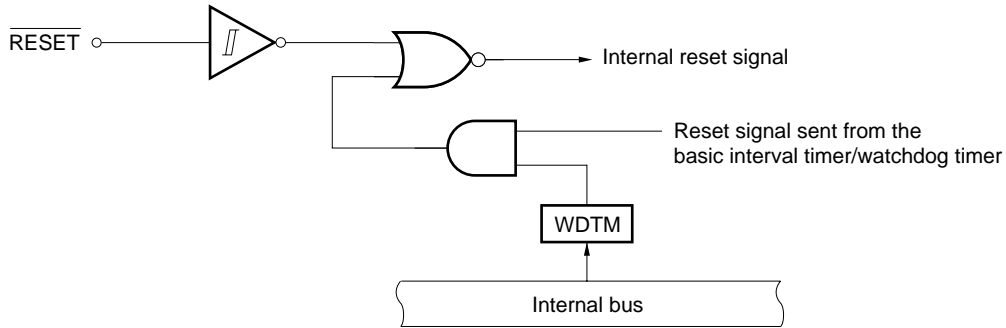 RESET
Internal reset signal
Reset signal sent from the
basic interval timer/watchdog timer
WDTM
Internal bus